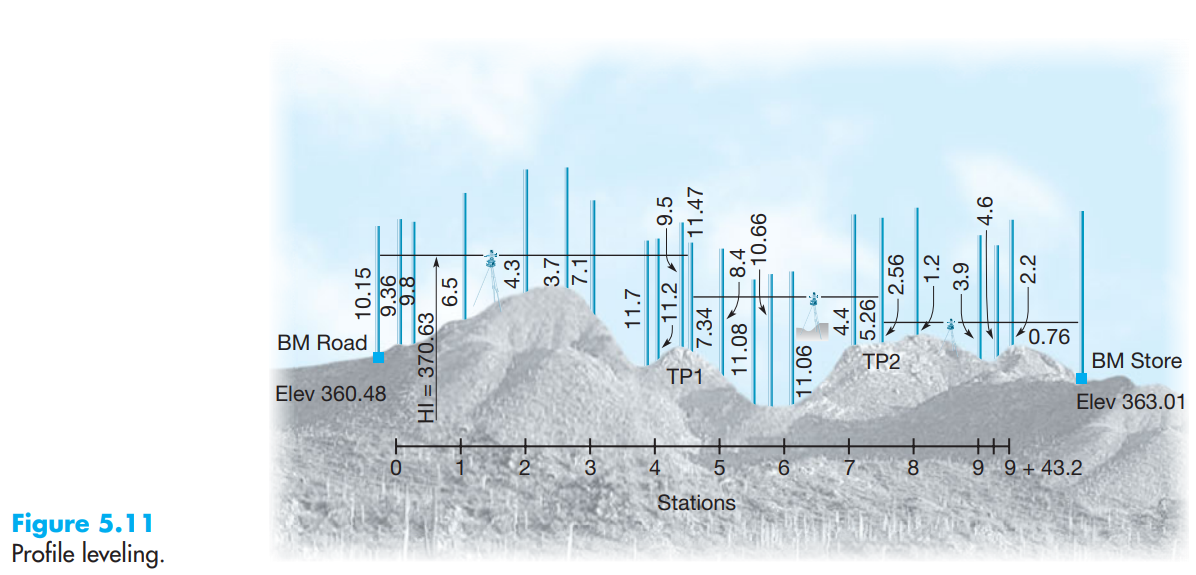 10.15
9.36
9.8
HI = 370.63
6.5
4.3
3.7
7.1
11.7
11.2
9.5
11.47
7.34
8.4
11.08
10.66
11.06
4.4
5.26
2.56
1.2
3.9
4.6
2.2
0.76
BM Road
Elev 360.48
TP1
TP2
BM Store
Elev 363.01
0 1 2 3 4 5 6 7 8 9 9 + 43.2
Stations
Figure 5.11
Profile leveling.